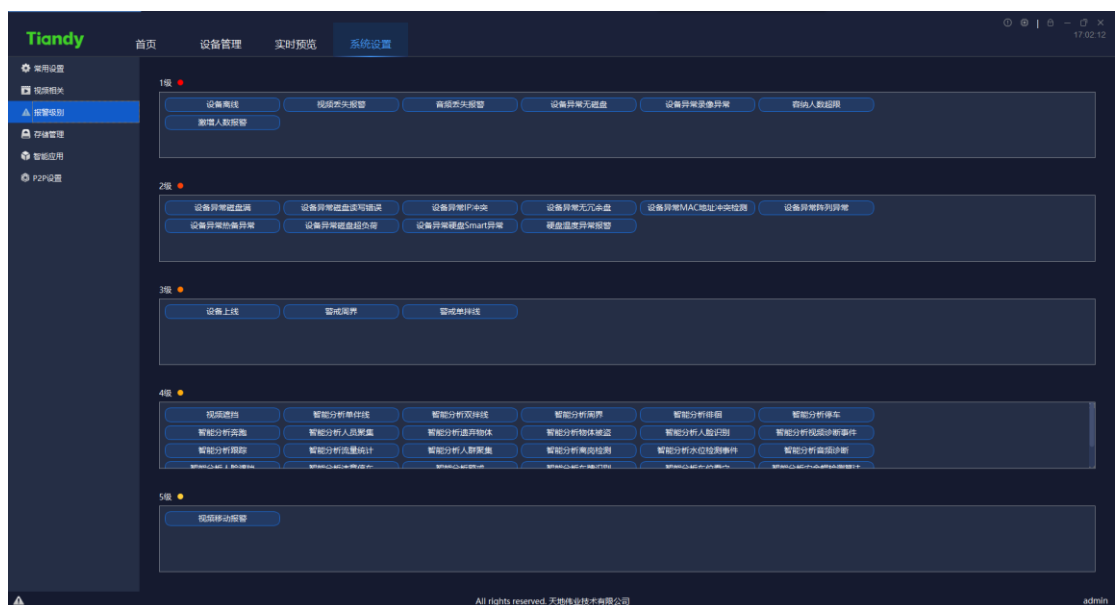 Tiandy
首页 设备管理 实时预览 系统设置
17:02:12
常用设置
视频相关
报警级别
存储管理
智能应用
P2P设置
1级
设备离线 视频丢失报警 音频丢失报警 设备异常无磁盘 设备异常录像异常 容纳人数超限
激增人数报警
2级
设备异常磁盘满 设备异常磁盘读写错误 设备异常IP冲突 设备异常无冗余盘 设备异常MAC地址冲突检测 设备异常阵列异常
设备异常热备异常 设备异常磁盘超负荷 设备异常硬盘Smart异常 硬盘温度异常报警
3级
设备上线 警戒周界 警戒单绊线
4级
视频遮挡 智能分析单绊线 智能分析双绊线 智能分析周界 智能分析徘徊 智能分析停车
智能分析奔跑 智能分析人员聚集 智能分析遗弃物体 智能分析物体被盗 智能分析人脸识别 智能分析视频诊断事件
智能分析跟踪 智能分析流量统计 智能分析人群聚集 智能分析离岗检测 智能分析水位检测事件 智能分析音频诊断
5级
视频移动报警
All rights reserved. 天地伟业技术有限公司
admin